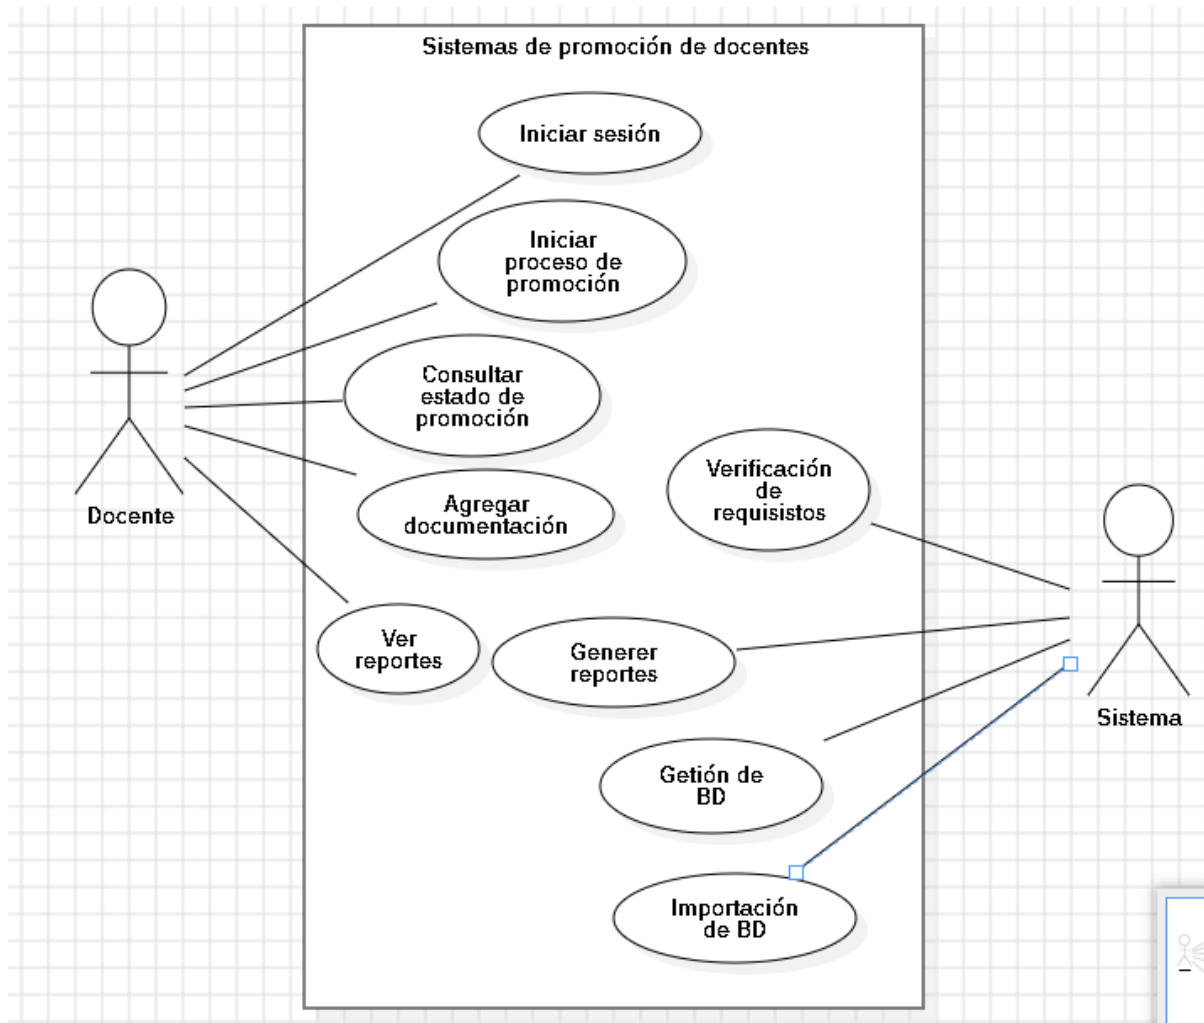 Sistemas de promoción de docentes
Iniciar sesión
Iniciar
proceso de
promoción
Consultar
estado de
promoción
Agregar
documentación
Verificación
de
requisistos
Docente
Ver
reportes
Generer
reportes
Sistema
Getión de
BD
Importación
de BD